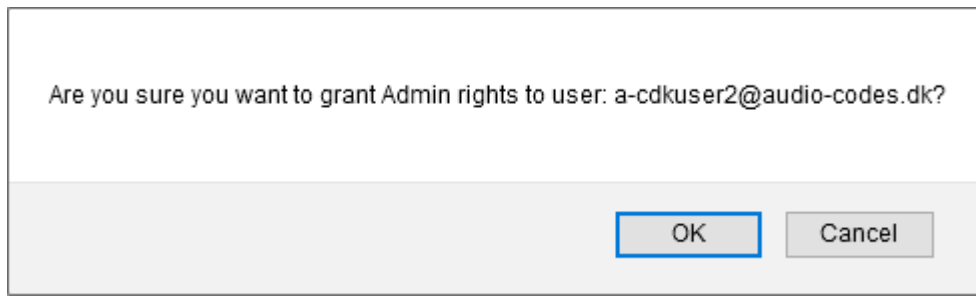 Are you sure you want to grant Admin rights to user: a-cdkuser2@audio-codes.dk?
OK
Cancel